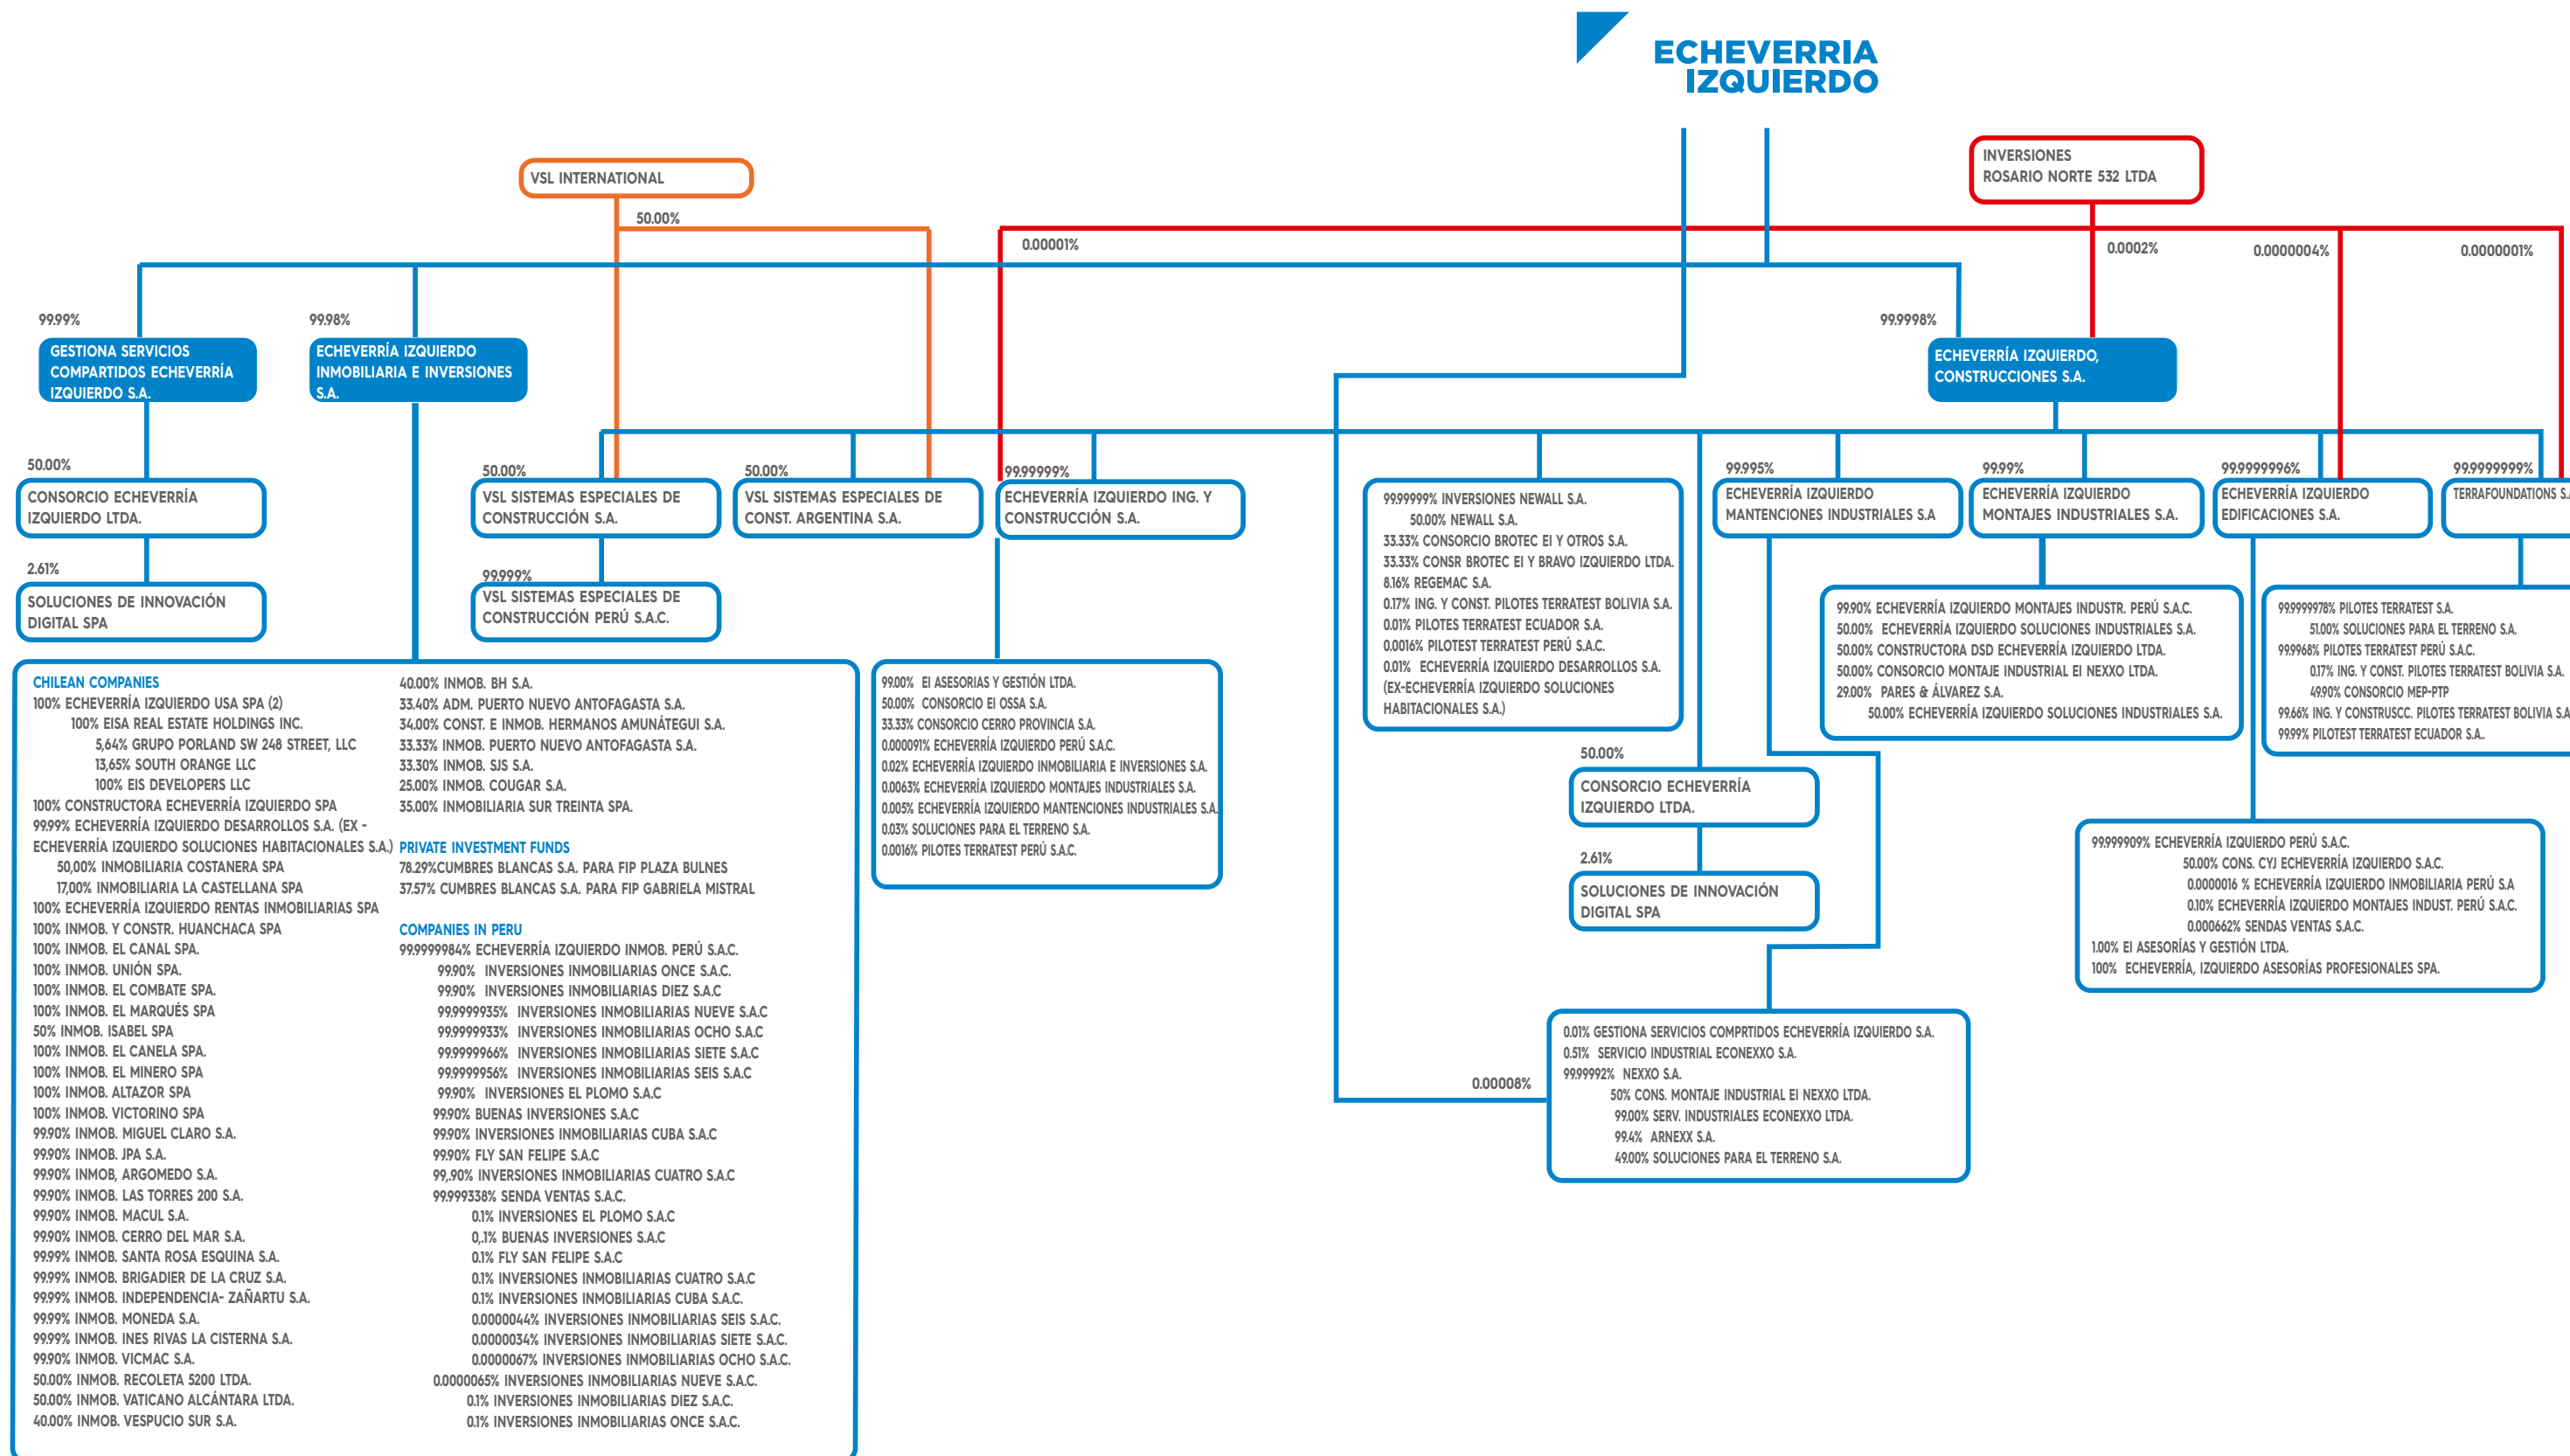 ECHEVERRIA
IZQUIERDO
VSL INTERNATIONAL
50.00%
INVERSIONES
ROSARIO NORTE 532 LTDA
0.00001%
0.0002%
0.0000004%
0.0000001%
99.99%
GESTIONA SERVICIOS
COMPARTIDOS ECHEVERRÍA
IZQUIERDO S.A.
99.98%
ECHEVERRÍA IZQUIERDO
INMOBILIARIA E INVERSIONES
S.A.
99.9998%
ECHEVERRÍA IZQUIERDO,
CONSTRUCCIONES S.A.
50.00%
CONSORCIO ECHEVERRÍA
IZQUIERDO LTDA.
2.61%
SOLUCIONES DE INNOVACIÓN
DIGITAL SPA
50.00%
VSL SISTEMAS ESPECIALES DE
CONSTRUCCIÓN S.A.
99.999%
VSL SISTEMAS ESPECIALES DE
CONSTRUCCIÓN PERÚ S.A.C.
50.00%
VSL SISTEMAS ESPECIALES DE
CONST. ARGENTINA S.A.
99.99999%
ECHEVERRÍA IZQUIERDO ING. Y
CONSTRUCCIÓN S.A.
99.99999% INVERSIONES NEWALL S.A.
50.00% NEWALL S.A.
33.33% CONSORCIO BROTEC EI Y OTROS S.A.
33.33% CONSR BROTEC EI Y BRAVO IZQUIERDO LTDA.
8.16% REGEMAC S.A.
0.17% ING. Y CONST. PILOTES TERRATEST BOLIVIA S.A.
0.01% PILOTES TERRATEST ECUADOR S.A.
0.0016% PILOTEST TERRATEST PERÚ S.A.C.
0.01% ECHEVERRÍA IZQUIERDO DESARROLLOS S.A.
(EX-ECHEVERRÍA IZQUIERDO SOLUCIONES
HABITACIONALES S.A.)
99.995%
ECHEVERRÍA IZQUIERDO
MANTENCIONES INDUSTRIALES S.A
99.99%
ECHEVERRÍA IZQUIERDO
MONTAJES INDUSTRIALES S.A.
99.9999996%
ECHEVERRÍA IZQUIERDO
EDIFICACIONES S.A.
99.9999999%
TERRAFOUNDATIONS S.A
99.90% ECHEVERRÍA IZQUIERDO MONTAJES INDUSTR. PERÚ S.A.C.
50.00% ECHEVERRÍA IZQUIERDO SOLUCIONES INDUSTRIALES S.A.
50.00% CONSTRUCTORA DSD ECHEVERRÍA IZQUIERDO LTDA.
50.00% CONSORCIO MONTAJE INDUSTRIAL EI NEXXO LTDA.
29.00% PARES & ÁLVAREZ S.A.
50.00% ECHEVERRÍA IZQUIERDO SOLUCIONES INDUSTRIALES S.A.
99.9999978% PILOTES TERRATEST S.A.
51.00% SOLUCIONES PARA EL TERRENO S.A.
99.9968% PILOTES TERRATEST PERÚ S.A.C.
0.17% ING. Y CONST. PILOTES TERRATEST BOLIVIA S.A.
49.90% CONSORCIO MEP-PTP
99.66% ING. Y CONSTRUSCC. PILOTES TERRATEST BOLIVIA S.A
99.99% PILOTEST TERRATEST ECUADOR S.A..
CHILEAN COMPANIES
100% ECHEVERRÍA IZQUIERDO USA SPA (2)
100% EISA REAL ESTATE HOLDINGS INC.
5,64% GRUPO PORLAND SW 248 STREET, LLC
13,65% SOUTH ORANGE LLC
100% EIS DEVELOPERS LLC
100% CONSTRUCTORA ECHEVERRÍA IZQUIERDO SPA
99.99% ECHEVERRÍA IZQUIERDO DESARROLLOS S.A. (EX -
ECHEVERRÍA IZQUIERDO SOLUCIONES HABITACIONALES S.A.)
50,00% INMOBILIARIA COSTANERA SPA
17,00% INMOBILIARIA LA CASTELLANA SPA
100% ECHEVERRÍA IZQUIERDO RENTAS INMOBILIARIAS SPA
100% INMOB. Y CONSTR. HUANCHACA SPA
100% INMOB. EL CANAL SPA.
100% INMOB. UNIÓN SPA.
100% INMOB. EL COMBATE SPA.
100% INMOB. EL MARQUÉS SPA
50% INMOB. ISABEL SPA
100% INMOB. EL CANELA SPA.
100% INMOB. EL MINERO SPA
100% INMOB. ALTAZOR SPA
100% INMOB. VICTORINO SPA
99.90% INMOB. MIGUEL CLARO S.A.
99.90% INMOB. JPA S.A.
99.90% INMOB, ARGOMEDO S.A.
99.90% INMOB. LAS TORRES 200 S.A.
99.90% INMOB. MACUL S.A.
99.90% INMOB. CERRO DEL MAR S.A.
99.99% INMOB. SANTA ROSA ESQUINA S.A.
99.99% INMOB. BRIGADIER DE LA CRUZ S.A.
99.99% INMOB. INDEPENDENCIA- ZAÑARTU S.A.
99.99% INMOB. MONEDA S.A.
99.99% INMOB. INES RIVAS LA CISTERNA S.A.
99.90% INMOB. VICMAC S.A.
50.00% INMOB. RECOLETA 5200 LTDA.
50.00% INMOB. VATICANO ALCÁNTARA LTDA.
40.00% INMOB. VESPUCIO SUR S.A.
40.00% INMOB. BH S.A.
33.40% ADM. PUERTO NUEVO ANTOFAGASTA S.A.
34.00% CONST. E INMOB. HERMANOS AMUNÁTEGUI S.A.
33.33% INMOB. PUERTO NUEVO ANTOFAGASTA S.A.
33.30% INMOB. SJS S.A.
25.00% INMOB. COUGAR S.A.
35.00% INMOBILIARIA SUR TREINTA SPA.
PRIVATE INVESTMENT FUNDS
78.29%CUMBRES BLANCAS S.A. PARA FIP PLAZA BULNES
37.57% CUMBRES BLANCAS S.A. PARA FIP GABRIELA MISTRAL
COMPANIES IN PERU
99.9999984% ECHEVERRÍA IZQUIERDO INMOB. PERÚ S.A.C.
99.90% INVERSIONES INMOBILIARIAS ONCE S.A.C.
99.90% INVERSIONES INMOBILIARIAS DIEZ S.A.C
99.9999935% INVERSIONES INMOBILIARIAS NUEVE S.A.C
99.9999933% INVERSIONES INMOBILIARIAS OCHO S.A.C
99.9999966% INVERSIONES INMOBILIARIAS SIETE S.A.C
99.9999956% INVERSIONES INMOBILIARIAS SEIS S.A.C
99.90% INVERSIONES EL PLOMO S.A.C
99.90% BUENAS INVERSIONES S.A.C
99.90% INVERSIONES INMOBILIARIAS CUBA S.A.C
99.90% FLY SAN FELIPE S.A.C
99,.90% INVERSIONES INMOBILIARIAS CUATRO S.A.C
99.999338% SENDA VENTAS S.A.C.
0.1% INVERSIONES EL PLOMO S.A.C
0,.1% BUENAS INVERSIONES S.A.C
0.1% FLY SAN FELIPE S.A.C
0.1% INVERSIONES INMOBILIARIAS CUATRO S.A.C
0.1% INVERSIONES INMOBILIARIAS CUBA S.A.C.
0.0000044% INVERSIONES INMOBILIARIAS SEIS S.A.C.
0.0000034% INVERSIONES INMOBILIARIAS SIETE S.A.C.
0.0000067% INVERSIONES INMOBILIARIAS OCHO S.A.C.
0.0000065% INVERSIONES INMOBILIARIAS NUEVE S.A.C.
0.1% INVERSIONES INMOBILIARIAS DIEZ S.A.C.
0.1% INVERSIONES INMOBILIARIAS ONCE S.A.C.
99.00% EI ASESORIAS Y GESTIÓN LTDA.
50.00% CONSORCIO EI OSSA S.A.
33.33% CONSORCIO CERRO PROVINCIA S.A.
0.000091% ECHEVERRÍA IZQUIERDO PERÚ S.A.C.
0.02% ECHEVERRÍA IZQUIERDO INMOBILIARIA E INVERSIONES S.A.
0.0063% ECHEVERRÍA IZQUIERDO MONTAJES INDUSTRIALES S.A.
0.005% ECHEVERRÍA IZQUIERDO MANTENCIONES INDUSTRIALES S.A.
0.03% SOLUCIONES PARA EL TERRENO S.A.
0.0016% PILOTES TERRATEST PERÚ S.A.C.
50.00%
CONSORCIO ECHEVERRÍA
IZQUIERDO LTDA.
2.61%
SOLUCIONES DE INNOVACIÓN
DIGITAL SPA
99.999909% ECHEVERRÍA IZQUIERDO PERÚ S.A.C.
50.00% CONS. CYJ ECHEVERRÍA IZQUIERDO S.A.C.
0.0000016 % ECHEVERRÍA IZQUIERDO INMOBILIARIA PERÚ S.A
0.10% ECHEVERRÍA IZQUIERDO MONTAJES INDUST. PERÚ S.A.C.
0.000662% SENDAS VENTAS S.A.C.
1.00% EI ASESORÍAS Y GESTIÓN LTDA.
100% ECHEVERRÍA, IZQUIERDO ASESORÍAS PROFESIONALES SPA.
0.00008%
0.01% GESTIONA SERVICIOS COMPRTIDOS ECHEVERRÍA IZQUIERDO S.A.
0.51% SERVICIO INDUSTRIAL ECONEXXO S.A.
99.99992% NEXXO S.A.
50% CONS. MONTAJE INDUSTRIAL EI NEXXO LTDA.
99.00% SERV. INDUSTRIALES ECONEXXO LTDA.
99.4% ARNEXX S.A.
49.00% SOLUCIONES PARA EL TERRENO S.A.